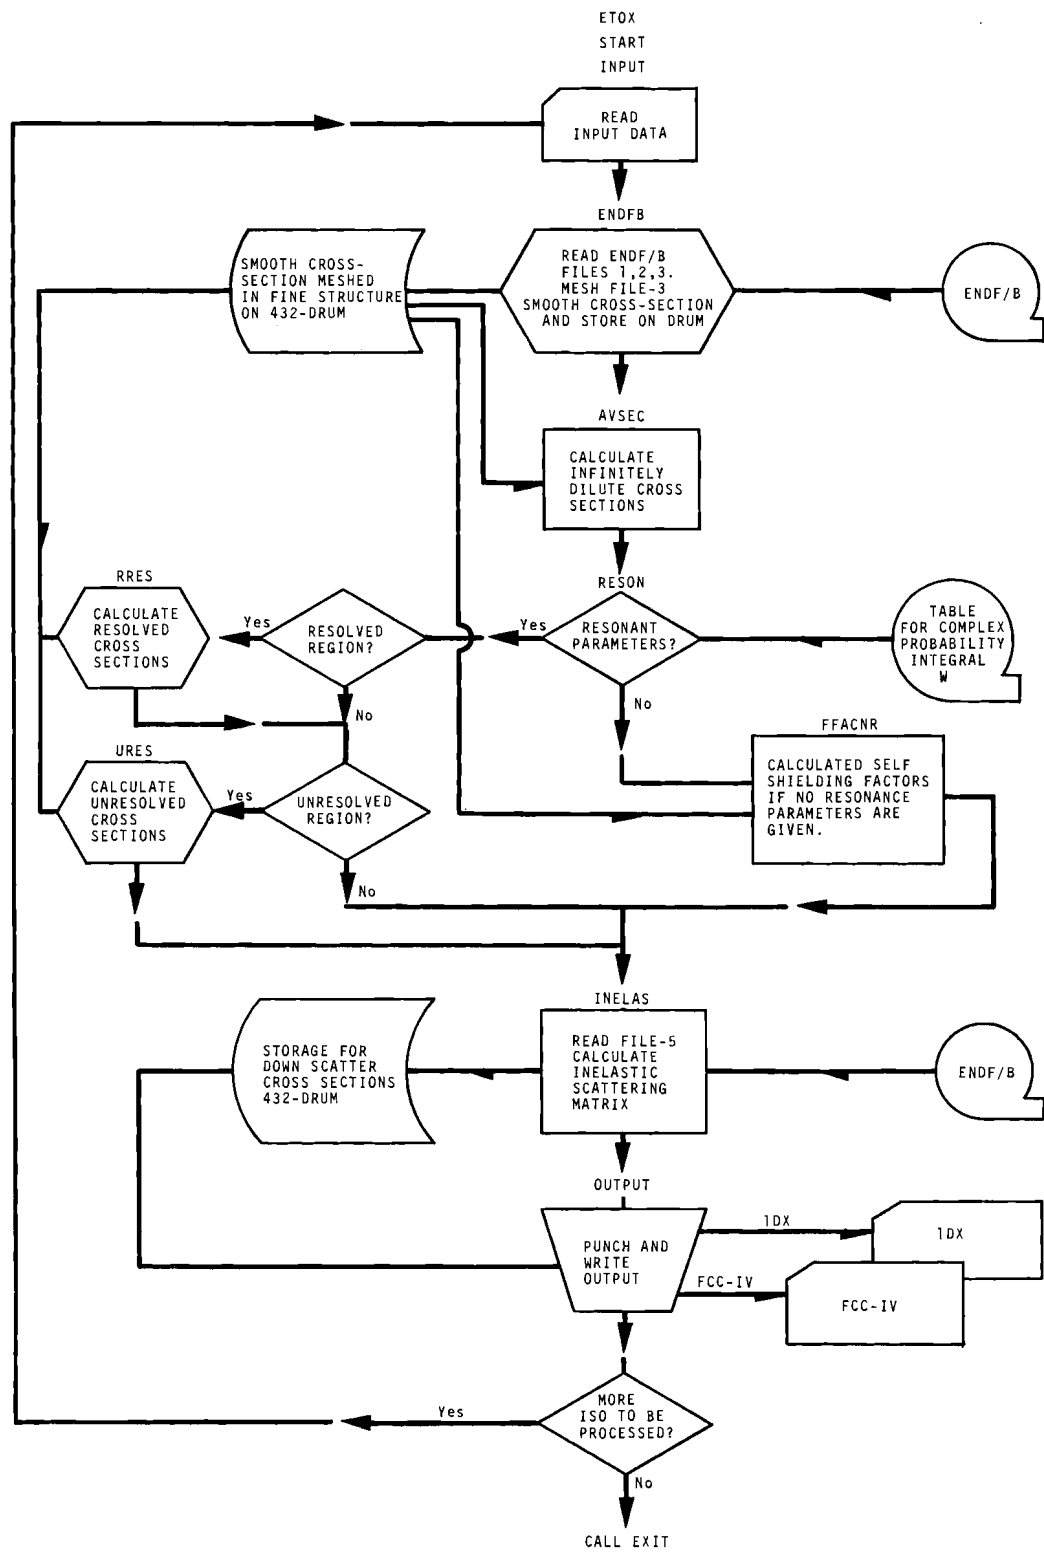 ETOX
START
INPUT
READ
INPUT DATA
ENDFB
READ ENDF/B
FILES 1,2,3.
MESH FILE-3
SMOOTH CROSS-SECTION
AND STORE ON DRUM
SMOOTH CROSS-
SECTION MESHED
IN FINE STRUCTURE
ON 432-DRUM
ENDF/B
AVSEC
CALCULATE
INFINITELY
DILUTE CROSS
SECTIONS
RESON
RESONANT
PARAMETERS?
Yes
No
TABLE
FOR COMPLEX
PROBABILITY
INTEGRAL
W
RESOLVED
REGION?
Yes
No
RRES
CALCULATE
RESOLVED
CROSS
SECTIONS
FFACNR
CALCULATED SELF
SHIELDING FACTORS
IF NO RESONANCE
PARAMETERS ARE
GIVEN.
URES
CALCULATE
UNRESOLVED
CROSS
SECTIONS
Yes
UNRESOLVED
REGION?
No
INELAS
READ FILE-5
CALCULATE
INELASTIC
SCATTERING
MATRIX
STORAGE FOR
DOWN SCATTER
CROSS SECTIONS
432-DRUM
ENDF/B
OUTPUT
PUNCH AND
WRITE
OUTPUT
1DX
1DX
FCC-IV
FCC-IV
MORE
ISO TO BE
PROCESSED?
Yes
No
CALL EXIT